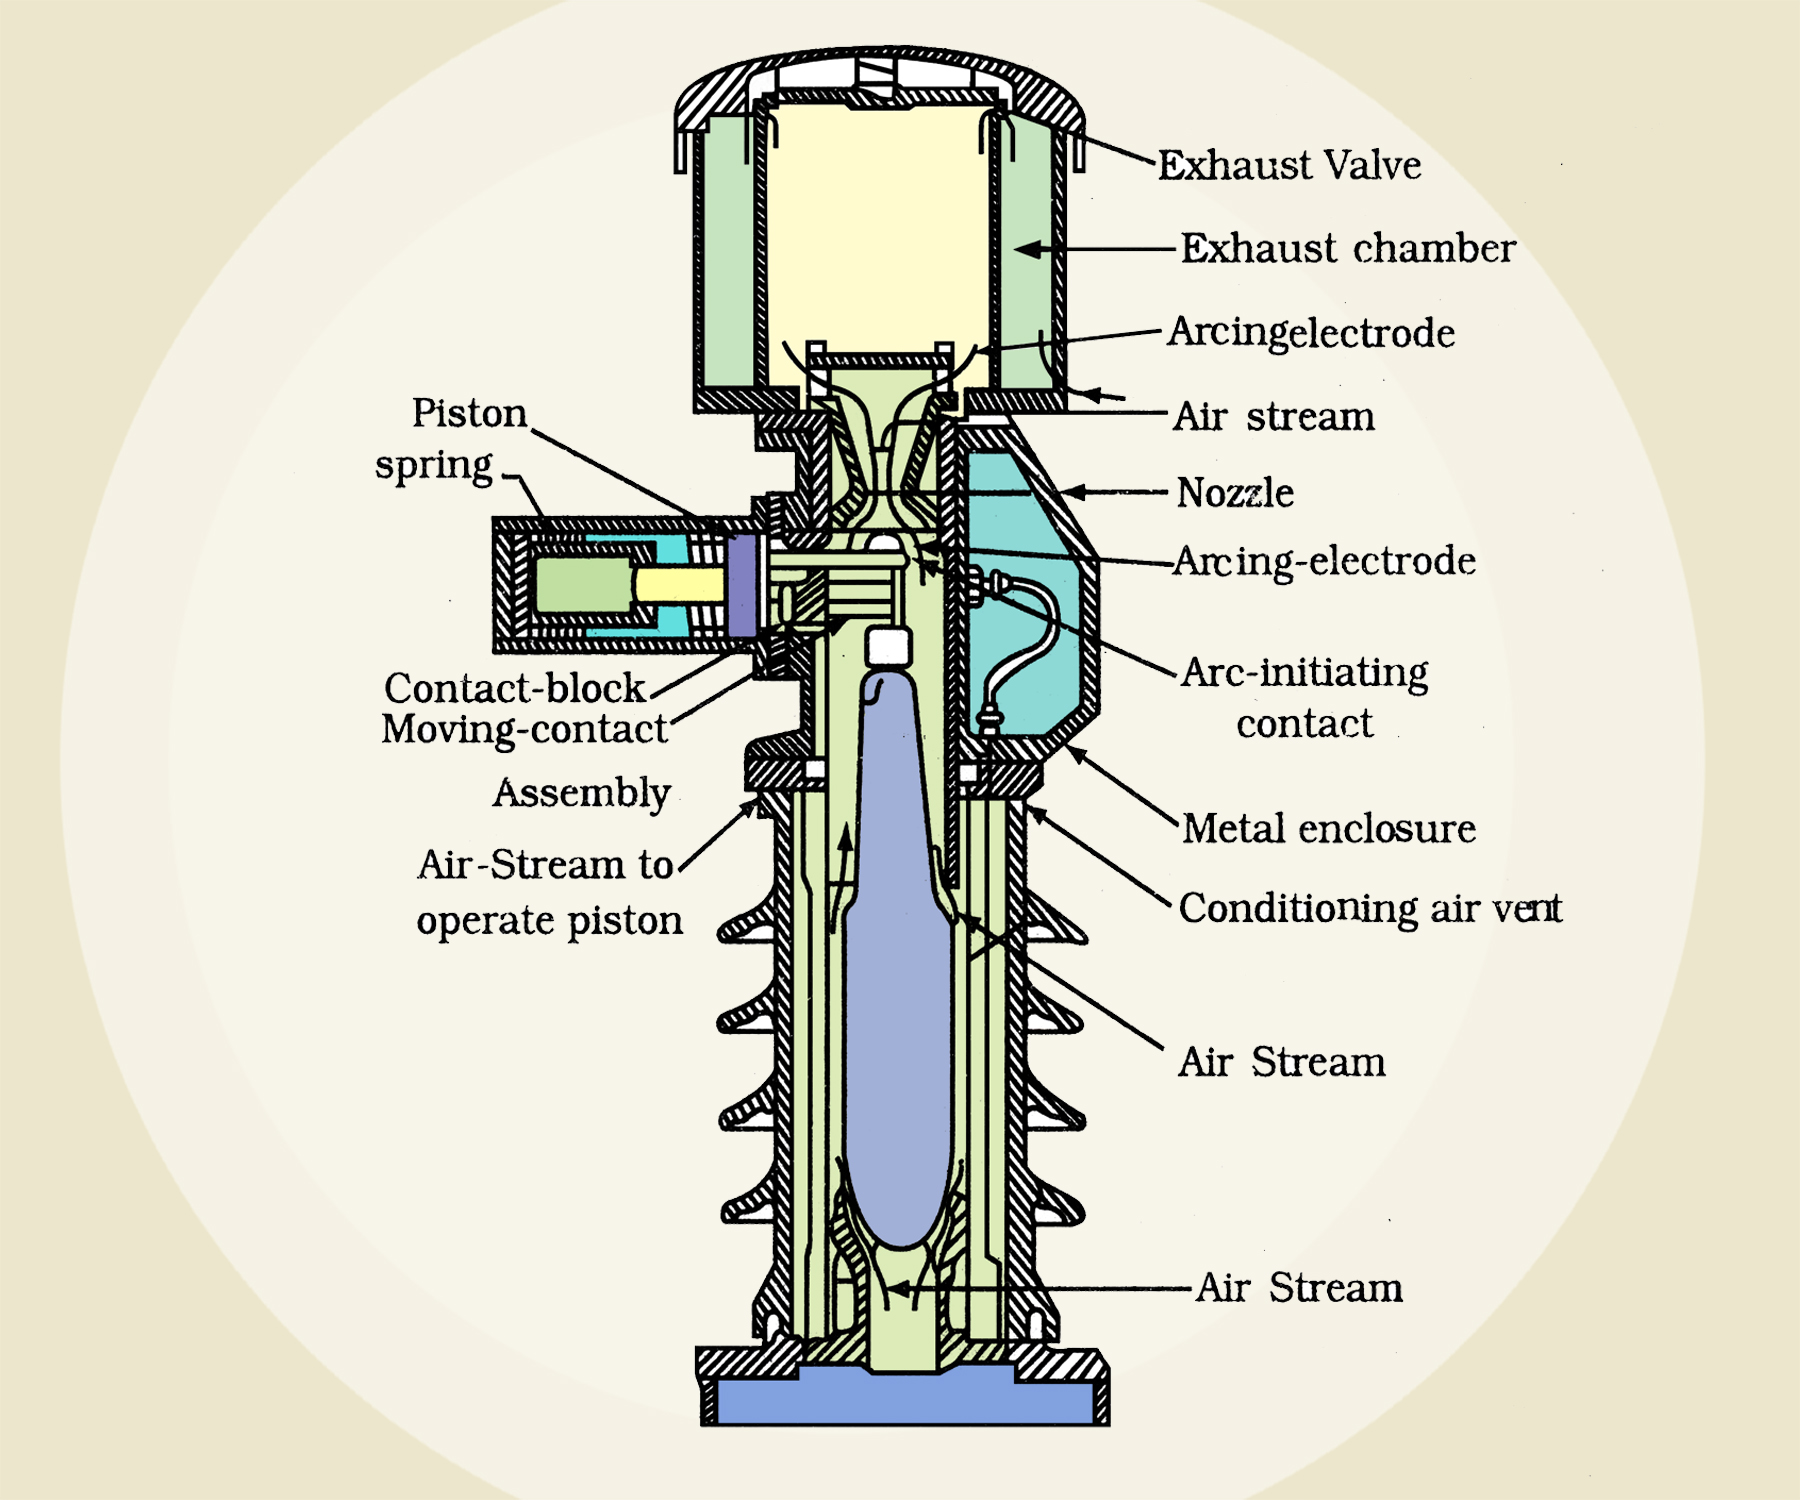 Exhaust Valve
Exhaust chamber
Arcingelectrode
Air stream
Nozzle
Arcing-electrode
Arc-initiating
contact
Metal enclosure
Conditioning air vent
Air Stream
Air Stream
Piston
spring
Contact-block
Moving-contact
Assembly
Air-Stream to
operate piston